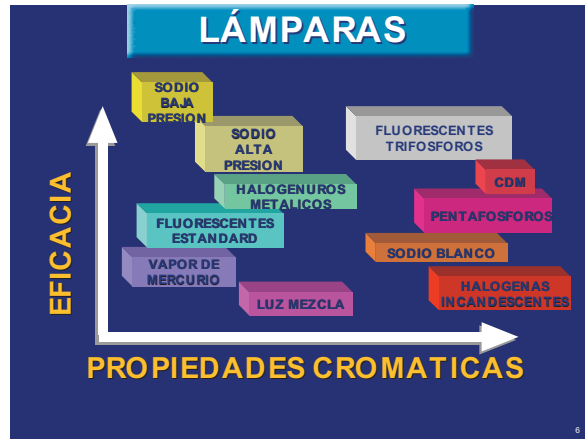 LÁMPARAS
SODIO
BAJA
PRESION
SODIO
ALTA
PRESION
FLUORESCENTES
TRIFOSFOROS
CDM
HALOGENUROS
METALICOS
PENTAFOSFOROS
FLUORESCENTES
ESTANDARD
SODIO BLANCO
VAPOR DE
MERCURIO
HALOGENAS
INCANDESCENTES
LUZ MEZCLA
EFICACIA
PROPIEDADES CROMATICAS
6